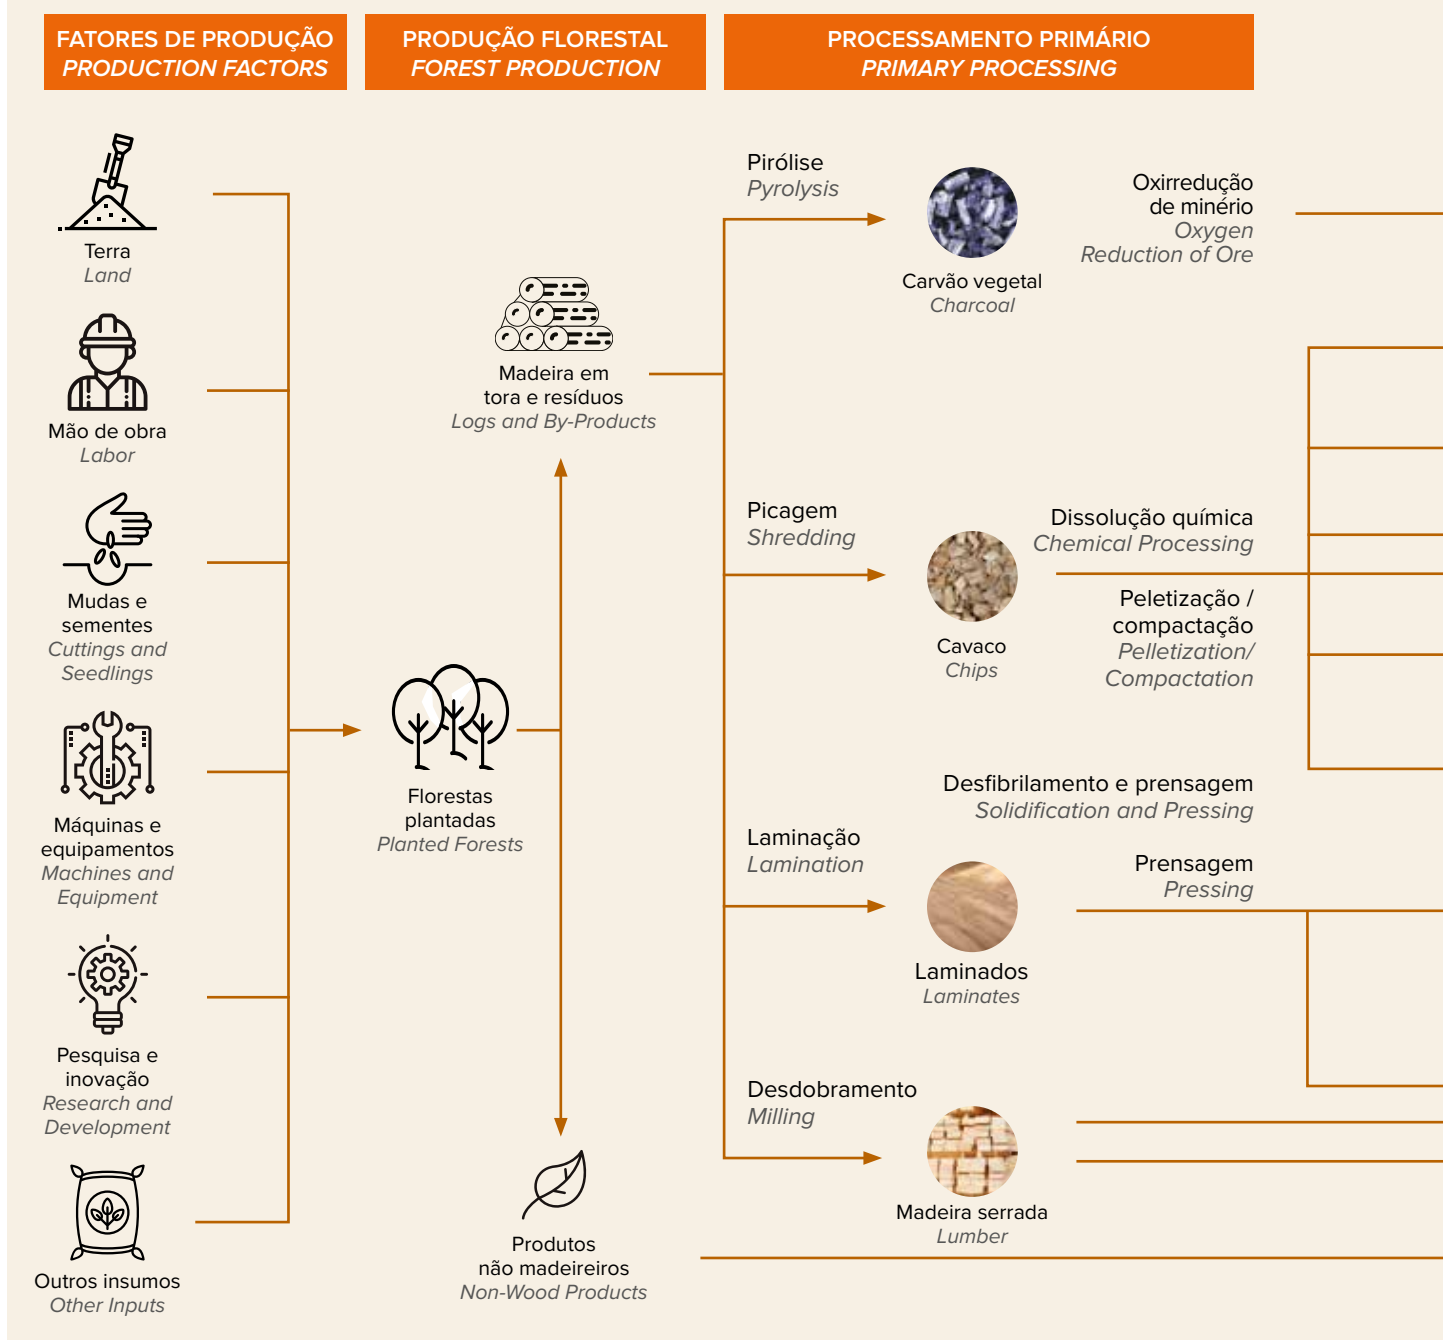 FATORES DE PRODUÇÃO
PRODUCTION FACTORS
PRODUÇÃO FLORESTAL
FOREST PRODUCTION
PROCESSAMENTO PRIMÁRIO
PRIMARY PROCESSING
Terra
Land
Mão de obra
Labor
Mudas e
sementes
Cuttings and
Seedlings
Máquinas e
equipamentos
Machines and
Equipment
Pesquisa e
inovação
Research and
Development
Outros insumos
Other Inputs
Madeira em
tora e resíduos
Logs and By-Products
Florestas
plantadas
Planted Forests
Produtos
não madeireiros
Non-Wood Products
Pirólise
Pyrolysis
Carvão vegetal
Charcoal
Oxirredução
de minério
Oxygen
Reduction of Ore
Picagem
Shredding
Cavaco
Chips
Dissolução química
Chemical Processing
Peletização /
compactação
Pelletization/
Compactation
Desfibrilamento e prensagem
Solidification and Pressing
Laminação
Lamination
Laminados
Laminates
Prensagem
Pressing
Desdobramento
Milling
Madeira serrada
Lumber